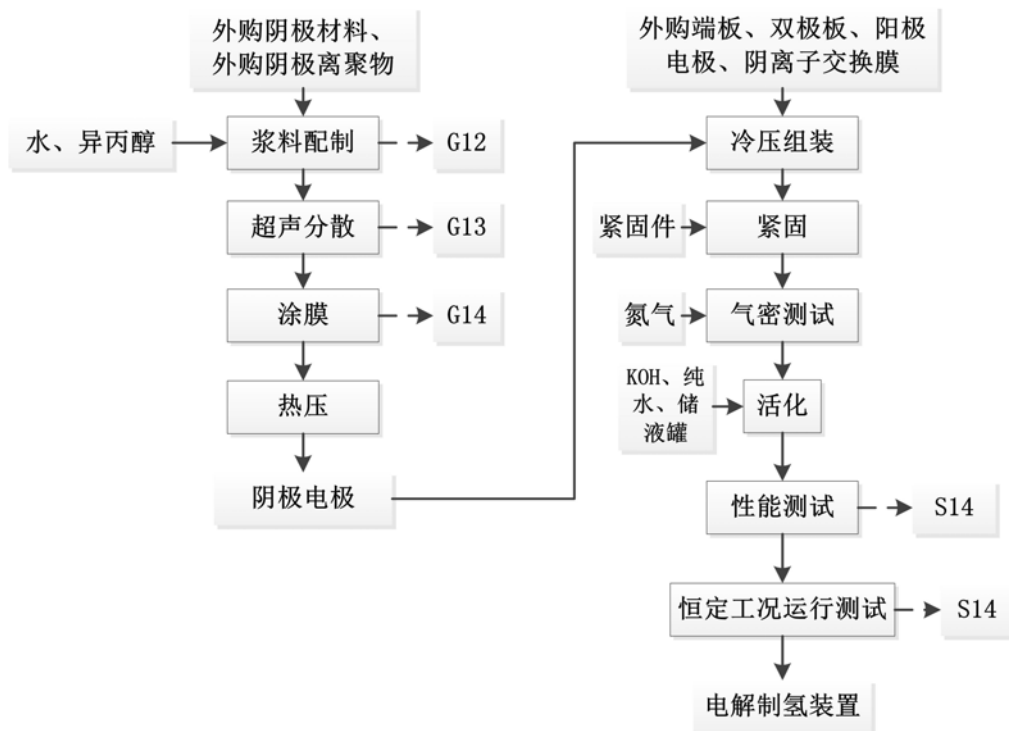 外购阴极材料、
外购阴极离聚物
水、异丙醇
浆料配制
G12
超声分散
G13
涂膜
G14
热压
阴极电极
外购端板、双极板、阳极
电极、阴离子交换膜
冷压组装
紧固件
紧固
氮气
气密测试
KOH、纯
水、储
液罐
活化
性能测试
S14
恒定工况运行测试
S14
电解制氢装置